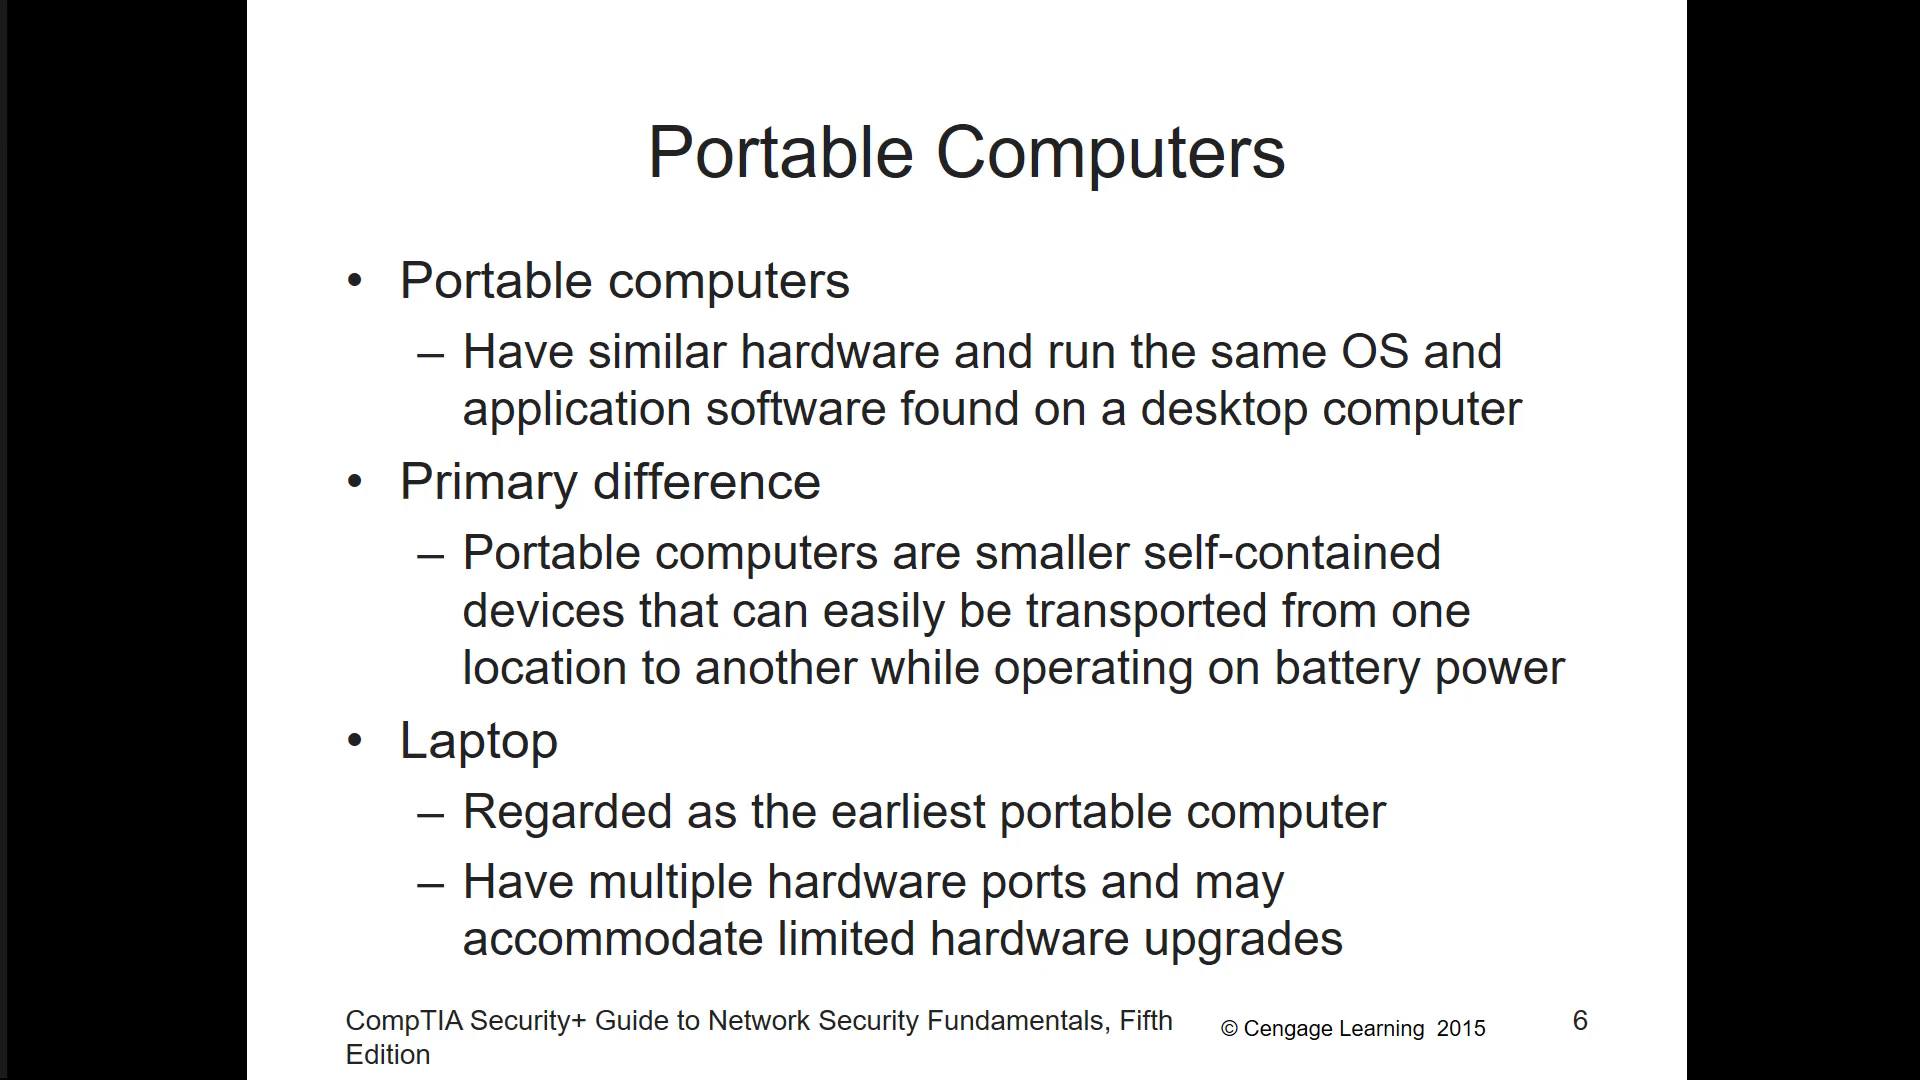 Portable Computers
• Portable computers
– Have similar hardware and run the same OS and
application software found on a desktop computer
• Primary difference
– Portable computers are smaller self-contained
devices that can easily be transported from one
location to another while operating on battery power
• Laptop
– Regarded as the earliest portable computer
– Have multiple hardware ports and may
accommodate limited hardware upgrades
CompTIA Security+ Guide to Network Security Fundamentals, Fifth
Edition
© Cengage Learning 2015
6